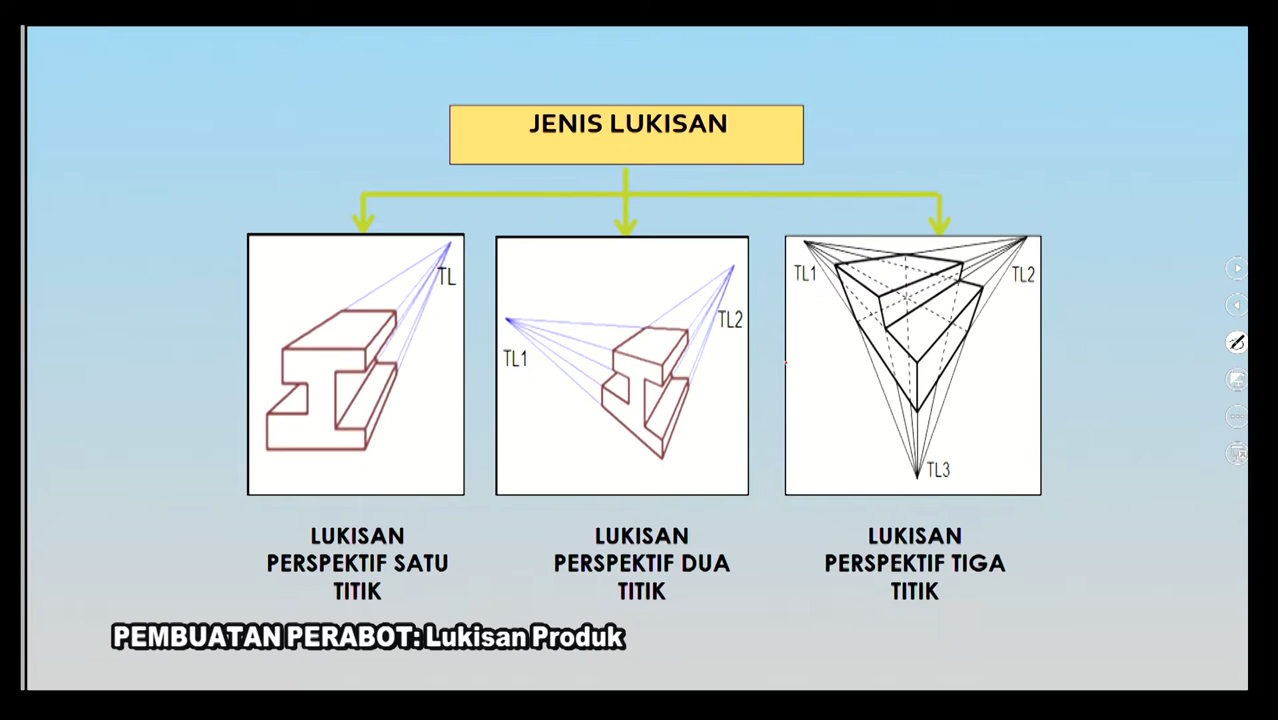 JENIS LUKISAN
TL
TL1
TL2
TL1
TL2
TL3
LUKISAN
PERSPEKTIF SATU
TITIK
LUKISAN
PERSPEKTIF DUA
TITIK
LUKISAN
PERSPEKTIF TIGA
TITIK
PEMBUATAN PERABOT: Lukisan Produk